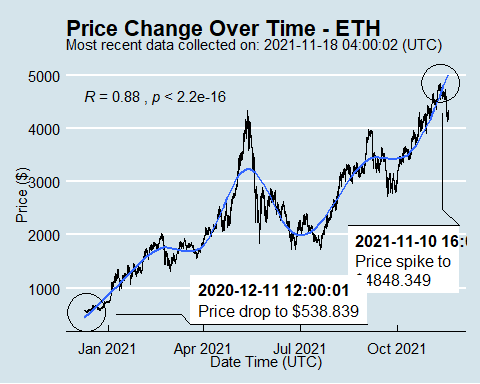 Price Change Over Time - ETH
Most recent data collected on: 2021-11-18 04:00:02 (UTC)
R = 0.88 , p < 2.2e-16
Price ($)
5000
4000
3000
2000
1000
2021-11-10 16:0
Price spike to
$4848.349
2020-12-11 12:00:01
Price drop to $538.839
Jan 2021
Apr 2021
Jul 2021
Oct 2021
Date Time (UTC)